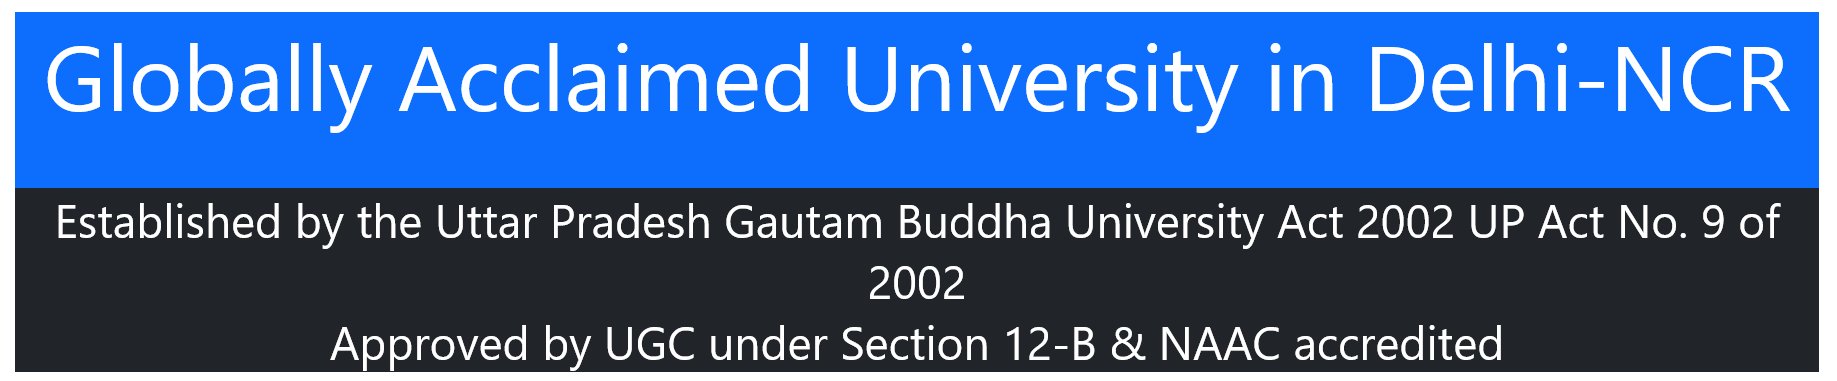 Globally Acclaimed University in Delhi-NCR
Established by the Uttar Pradesh Gautam Buddha University Act 2002 UP Act No. 9 of
2002
Approved by UGC under Section 12-B & NAAC accredited